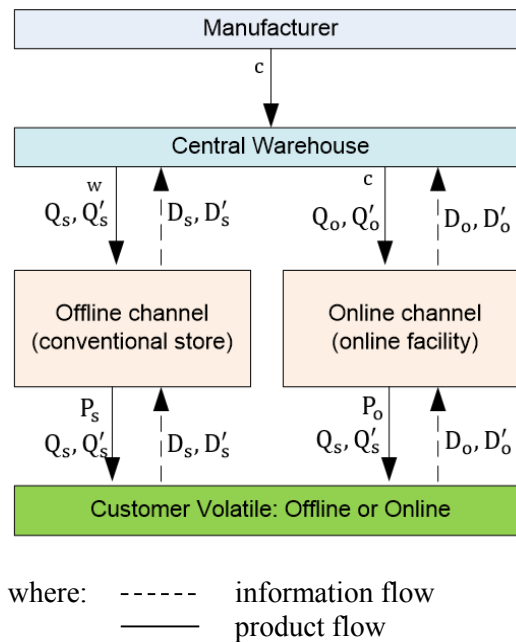 Manufacturer
c
Central Warehouse
w c
Qₛ, Q′ₛ Dₛ, D′ₛ Qₒ, Q′ₒ Dₒ, D′ₒ
Offline channel Online channel
(conventional store) (online facility)
Pₛ Pₒ
Qₛ, Q′ₛ Dₛ, D′ₛ Qₛ, Q′ₛ Dₒ, D′ₒ
Customer Volatile: Offline or Online
where: information flow
product flow